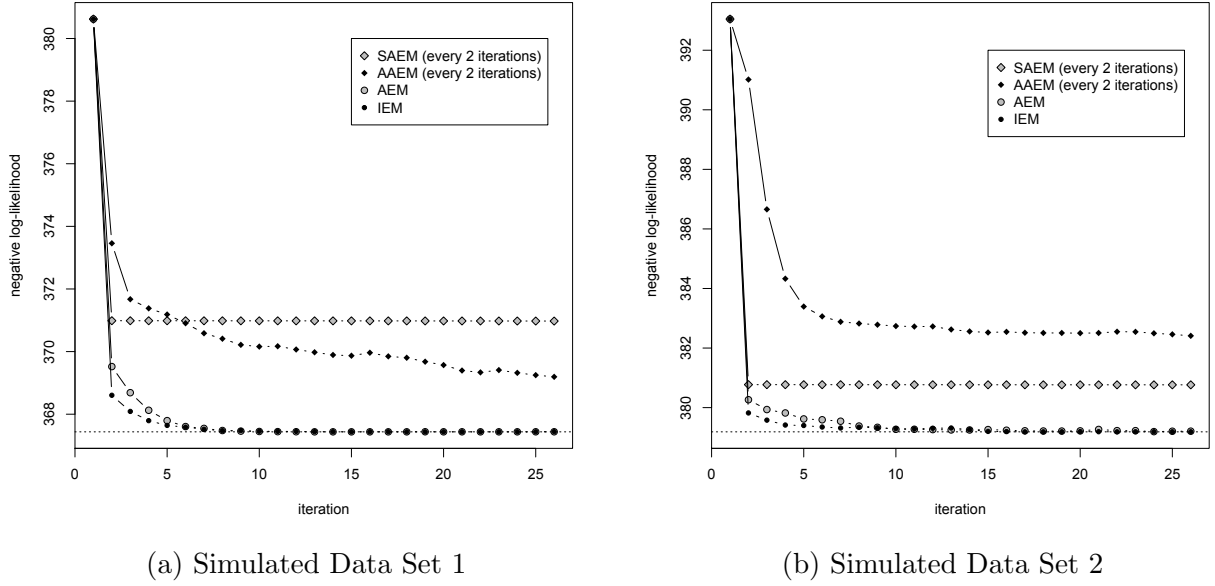 negative log-likelihood
380
378
376
374
372
370
368
SAEM (every 2 iterations)
AAEM (every 2 iterations)
AEM
IEM
0 5 10 15 20 25
iteration
(a) Simulated Data Set 1
negative log-likelihood
392
390
388
386
384
382
380
SAEM (every 2 iterations)
AAEM (every 2 iterations)
AEM
IEM
0 5 10 15 20 25
iteration
(b) Simulated Data Set 2